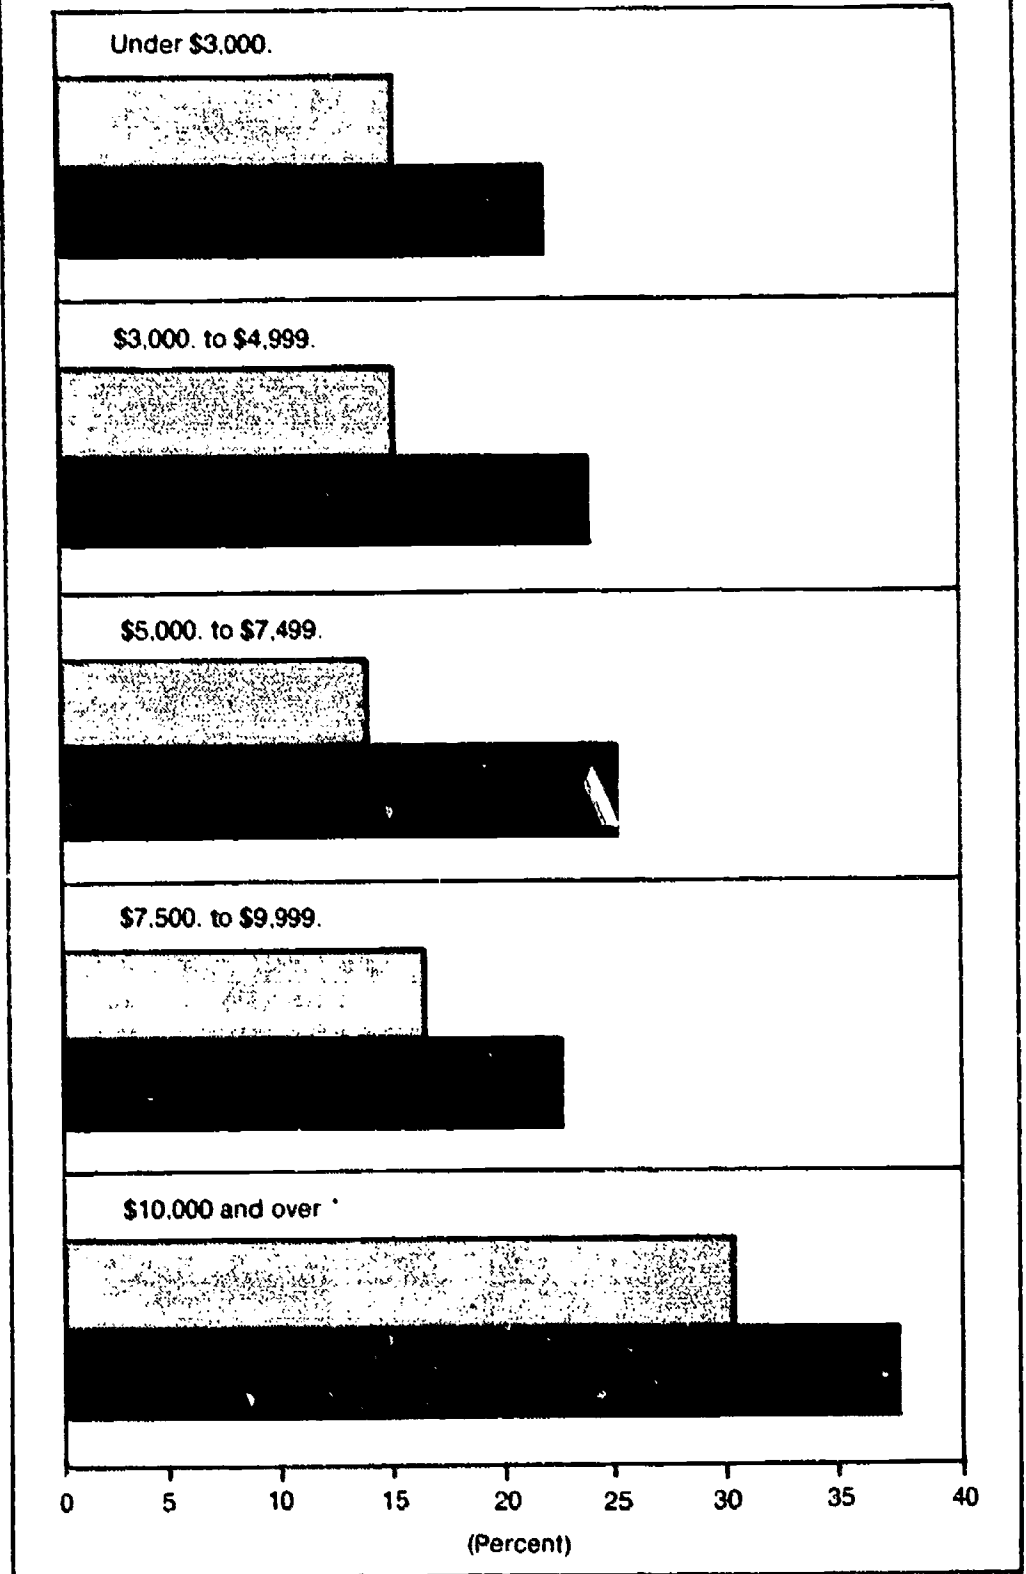 Under $3,000.
$3,000. to $4,999.
$5,000. to $7,499.
$7,500. to $9,999.
$10,000 and over *
0 5 10 15 20 25 30 35 40
(Percent)